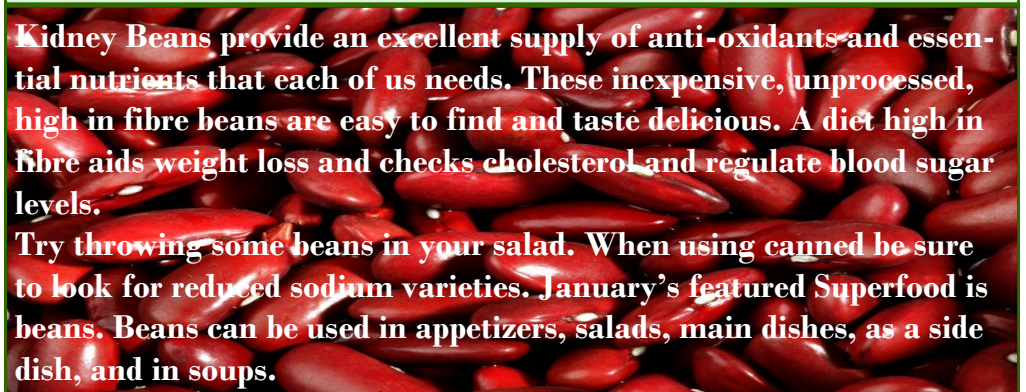 Kidney Beans provide an excellent supply of anti-oxidants and essen-
tial nutrients that each of us needs. These inexpensive, unprocessed,
high in fibre beans are easy to find and taste delicious. A diet high in
fibre aids weight loss and checks cholesterol and regulate blood sugar
levels.
Try throwing some beans in your salad. When using canned be sure
to look for reduced sodium varieties. January’s featured Superfood is
beans. Beans can be used in appetizers, salads, main dishes, as a side
dish, and in soups.